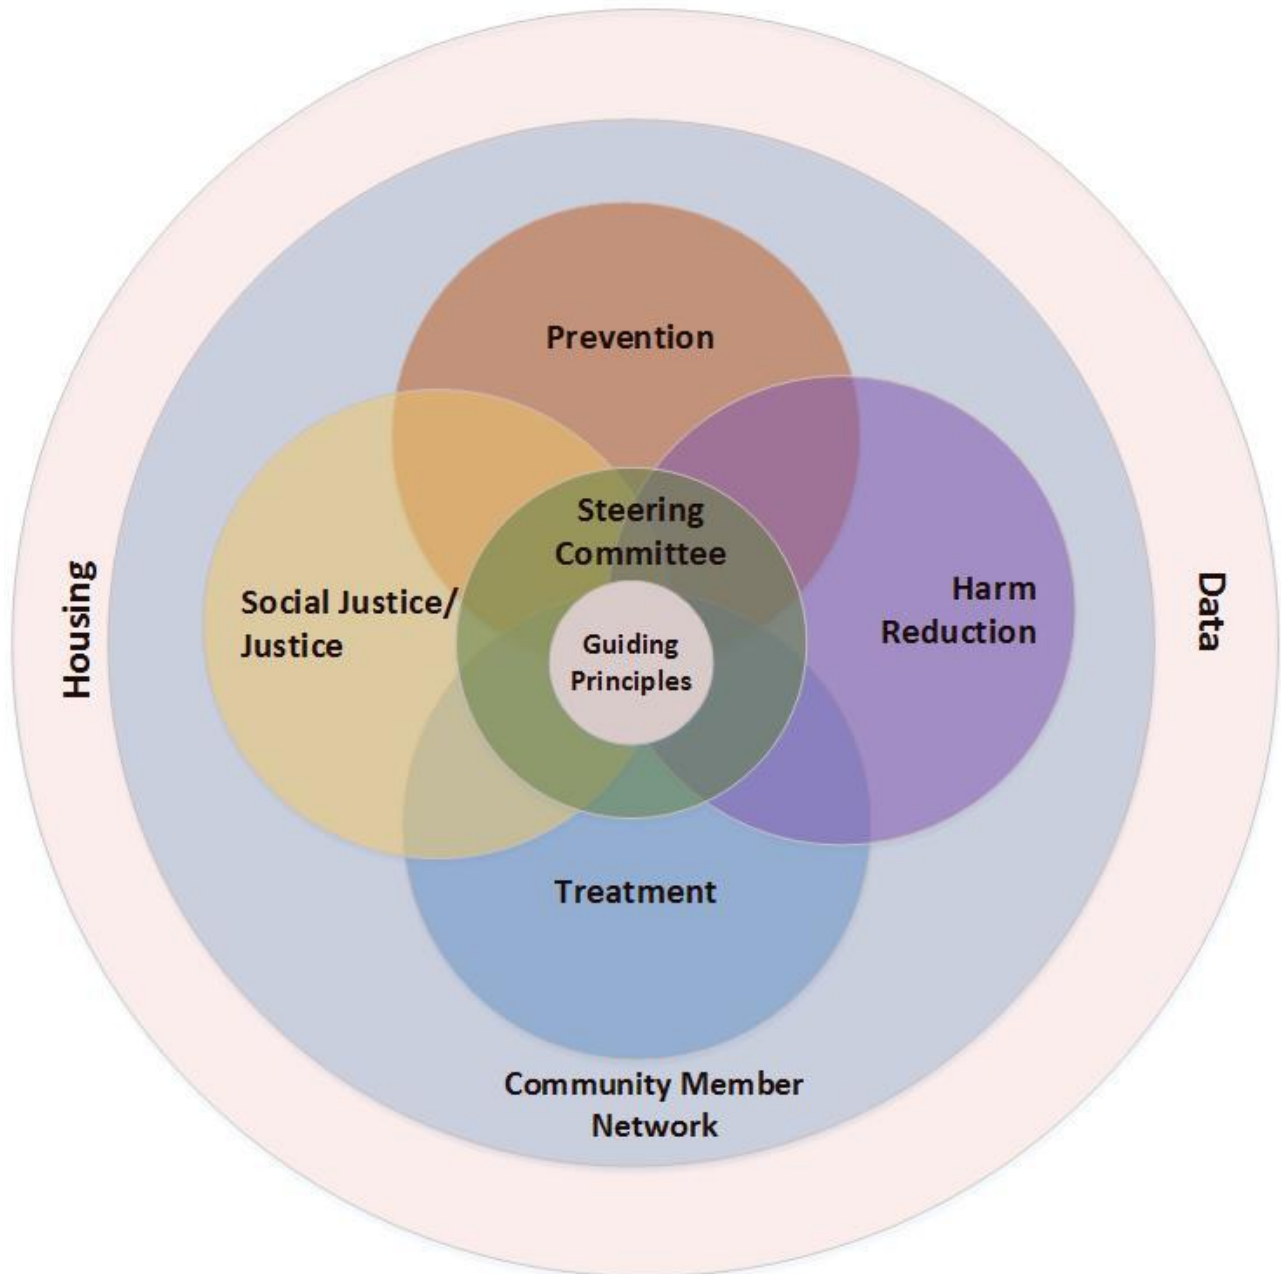 Prevention
Steering
Committee
Social Justice/
Justice
Harm
Reduction
Guiding
Principles
Housing
Data
Treatment
Community Member
Network